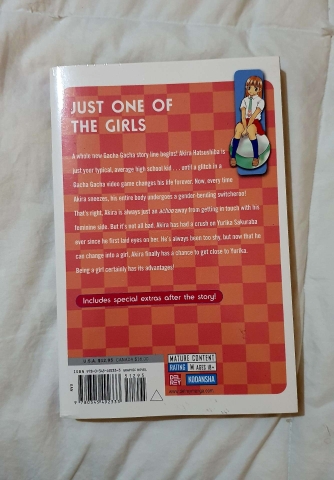 JUST ONE OF
THE GIRLS
A whole new Gacha Gacha story line begins! Akira Hatsushiba is
just your typical, average high school kid . . . until a glitch in a
Gacha Gacha video game changes his life forever. Now, every time
Akira sneezes, his entire body undergoes a gender-bending switcheroo!
That's right, Akira is always just an achoo away from getting in touch with his
feminine side. But it's not all bad. Akira has had a crush on Yurika Sakuraba
ever since he first laid eyes on her. He's always been too shy, but now that he
can change into a girl, Akira finally has a chance to get close to Yurika.
Being a girl certainly has its advantages!
Includes special extras after the story!
MATURE CONTENT
RATING M AGES 18+
DEL REY
KODANSHA